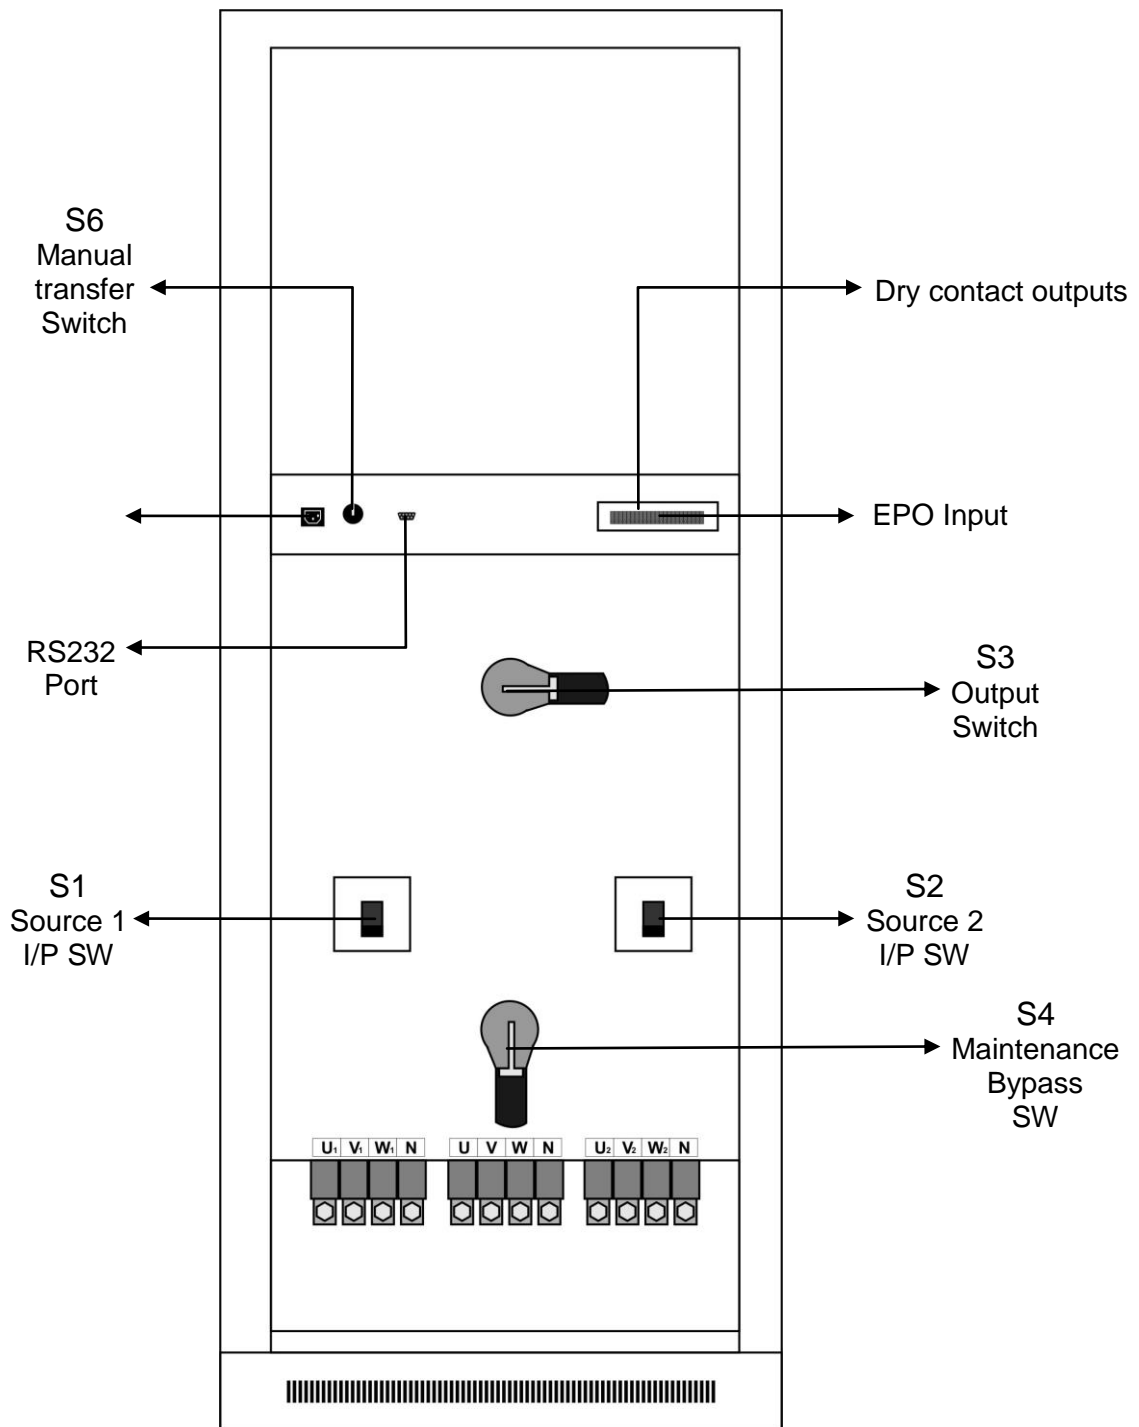 S6
Manual
transfer
Switch
Dry contact outputs
EPO Input
RS232
Port
S3
Output
Switch
S1
Source 1
I/P SW
S2
Source 2
I/P SW
S4
Maintenance
Bypass
SW
U1 V1 W1 N
U V W N
U2 V2 W2 N